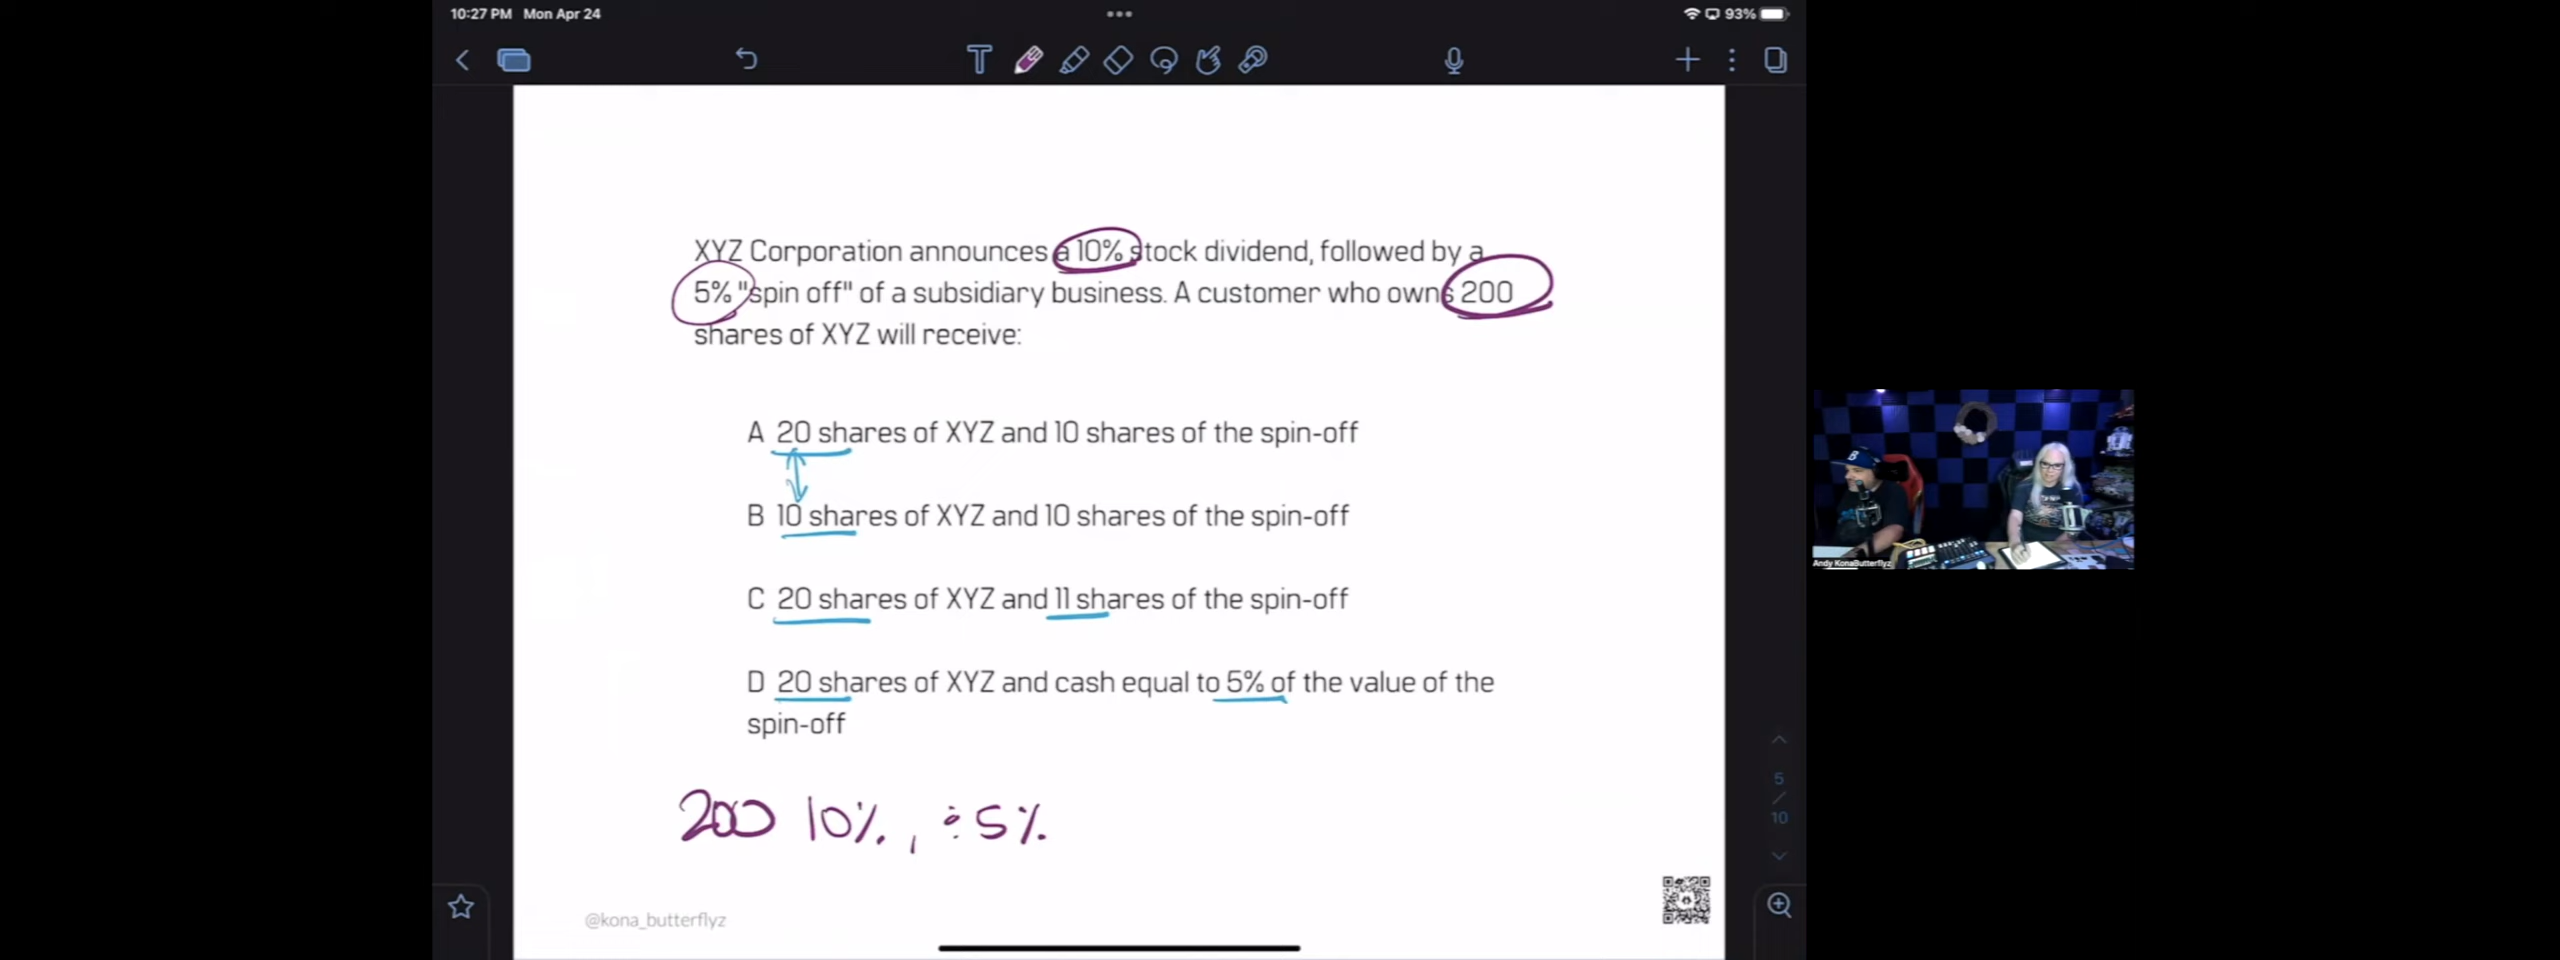 10:27 PM Mon Apr 24
93%
XYZ Corporation announces a 10% stock dividend, followed by a
5% "spin off" of a subsidiary business. A customer who owns 200
shares of XYZ will receive:
A 20 shares of XYZ and 10 shares of the spin-off
B 10 shares of XYZ and 10 shares of the spin-off
C 20 shares of XYZ and 11 shares of the spin-off
D 20 shares of XYZ and cash equal to 5% of the value of the
spin-off
200 10%, ÷ 5%
@kona_butterflyz
5
/
10
Andy KonaButterflyz